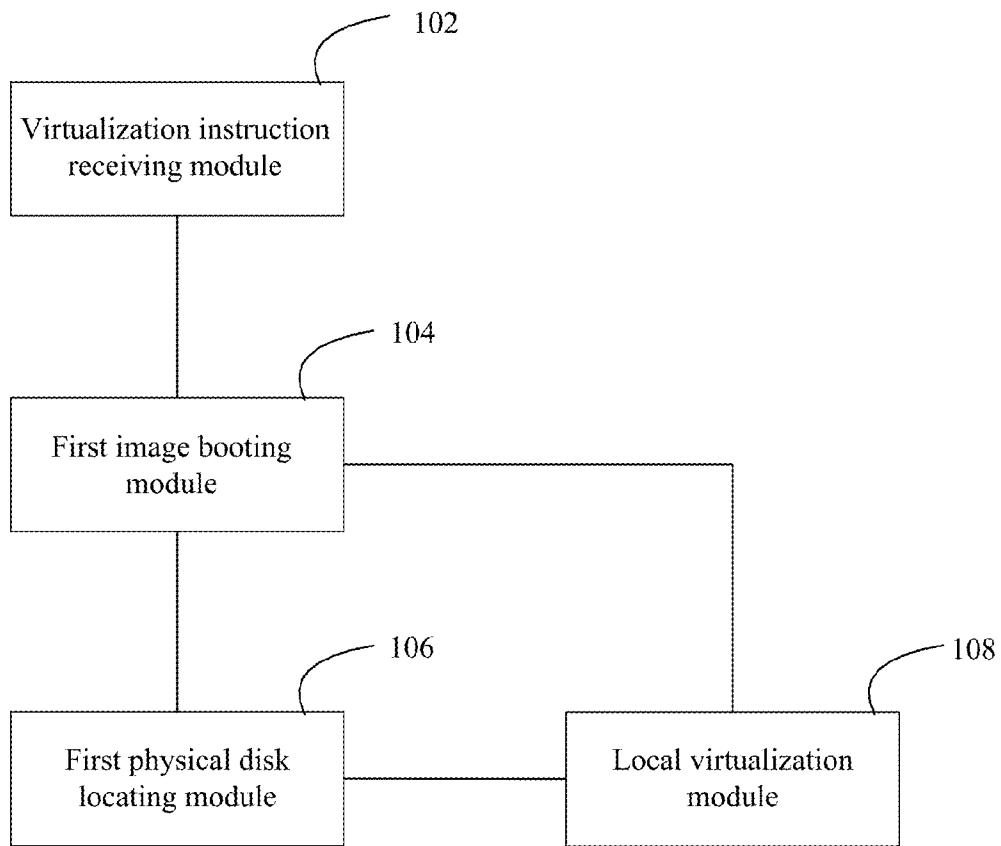 102
Virtualization instruction
receiving module
104
First image booting
module
106
First physical disk
locating module
108
Local virtualization
module